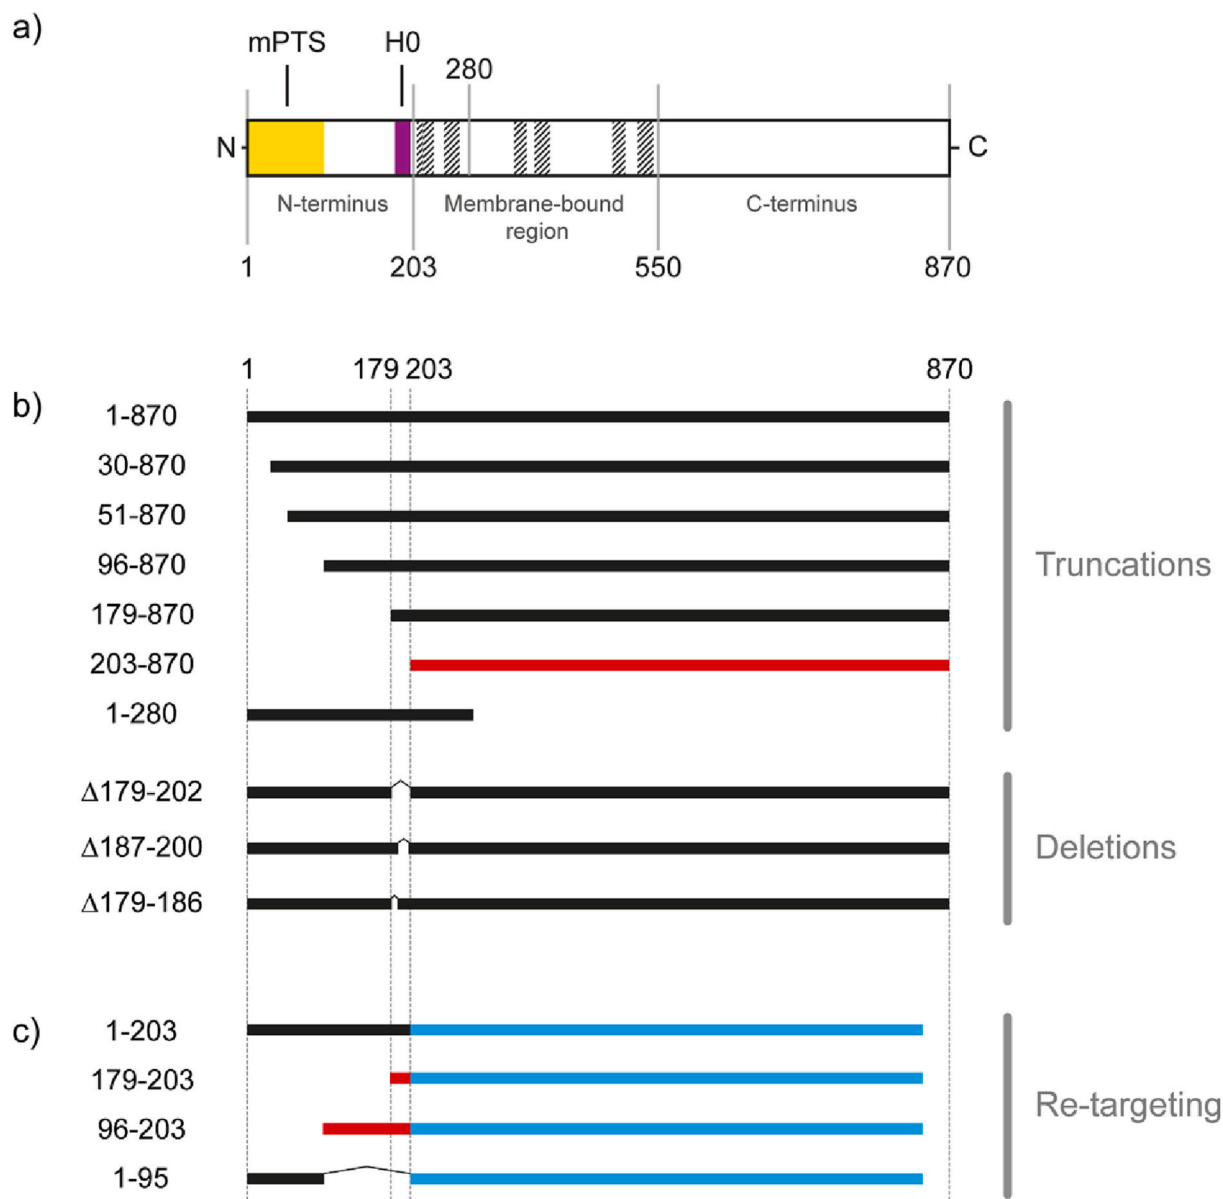 a)
mPTS H0
280
N C
N-terminus Membrane-bound C-terminus
region
1 203 550 870
1 179 203 870
b)
1-870
30-870
51-870
96-870
Truncations
179-870
203-870
1-280
Δ179-202
Δ187-200
Deletions
Δ179-186
c)
1-203
179-203
Re-targeting
96-203
1-95